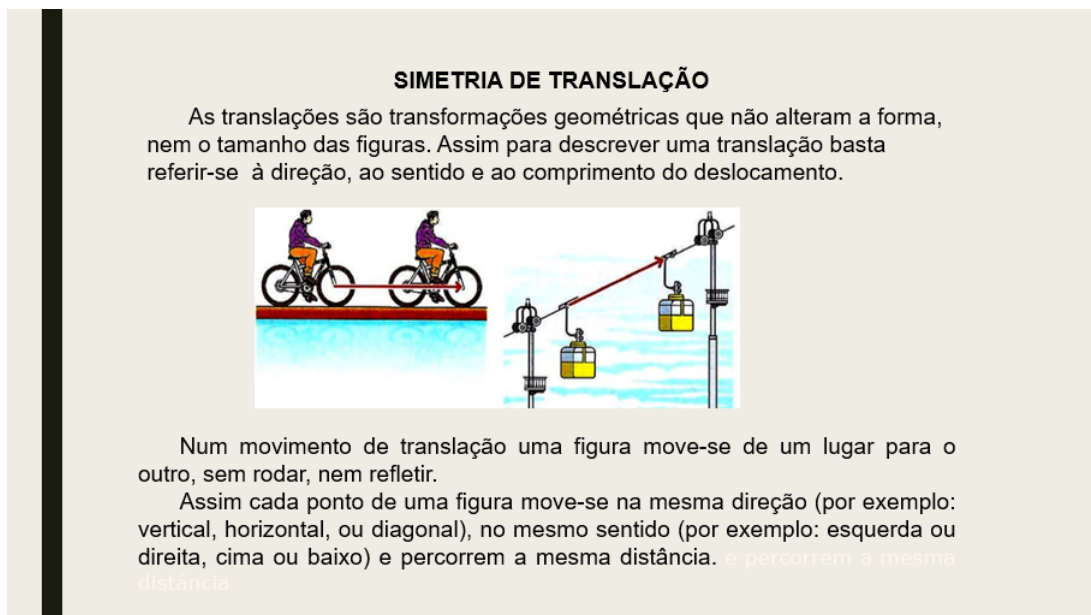 SIMETRIA DE TRANSLAÇÃO
As translações são transformações geométricas que não alteram a forma,
nem o tamanho das figuras. Assim para descrever uma translação basta
referir-se à direção, ao sentido e ao comprimento do deslocamento.
Num movimento de translação uma figura move-se de um lugar para o
outro, sem rodar, nem refletir.
Assim cada ponto de uma figura move-se na mesma direção (por exemplo:
vertical, horizontal, ou diagonal), no mesmo sentido (por exemplo: esquerda ou
direita, cima ou baixo) e percorrem a mesma distância. e percorrem a mesma
distância